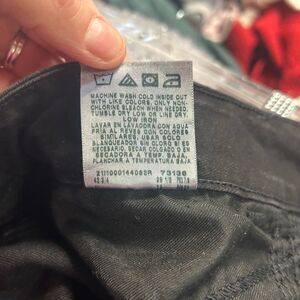 MACHINE WASH COLD INSIDE OUT
WITH LIKE COLORS. ONLY NON-
CHLORINE BLEACH WHEN NEEDED.
TUMBLE DRY LOW OR LINE DRY.
LOW IRON
LAVAR EN LAVADORA CON AGUA
FRIA AL REVES CON COLORES
SIMILARES, USAR SOLO
BLANQUEADOR SIN CLORO SI ES
NECESARIO, SECAR COLGADO O EN
SECADORA A TEMP. BAJA,
PLANCHAR A TEMPERATURA BAJA.
73136